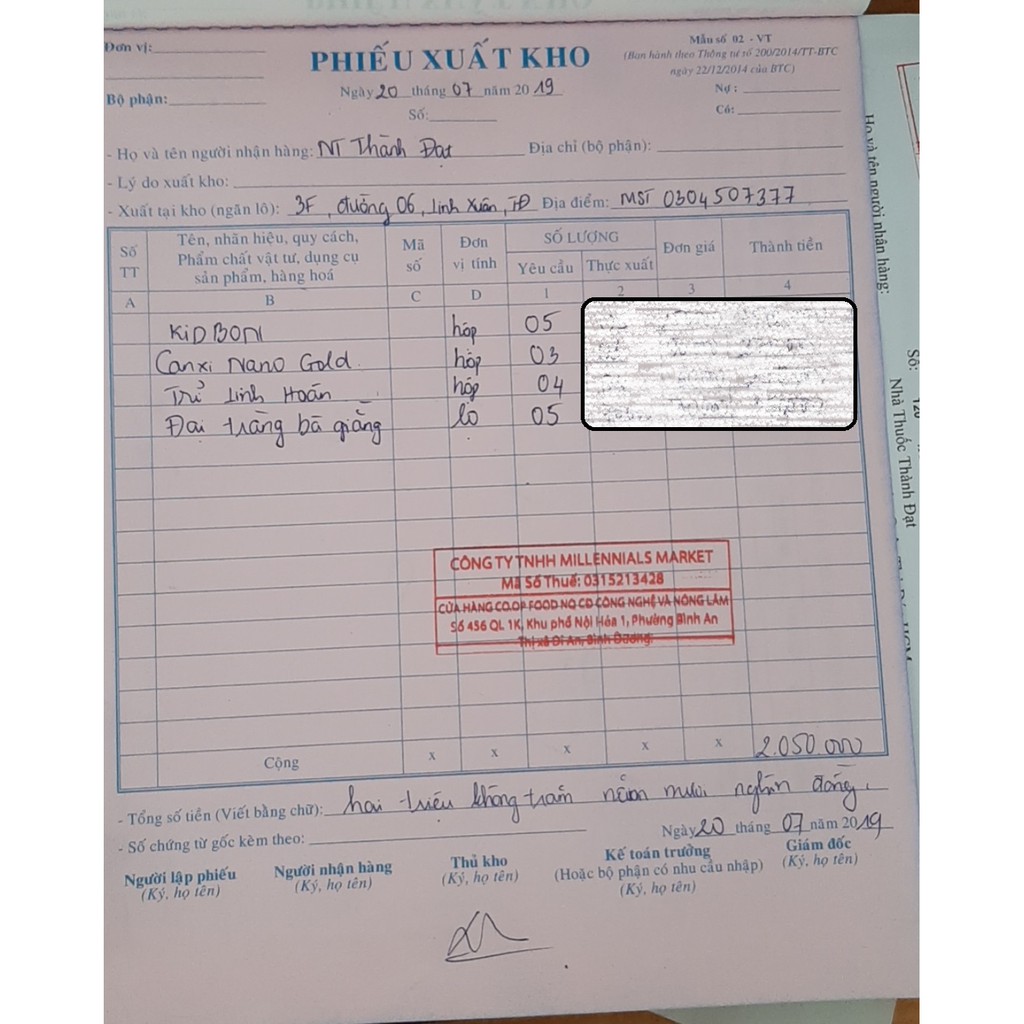 Đơn vị:
PHIẾU XUẤT KHO
Mẫu số 02 - VT
(Ban hành theo Thông tư số 200/2014/TT-BTC
ngày 22/12/2014 của BTC)
Bộ phận:
Ngày 20 tháng 07 năm 2019
Nợ :
Số:
Có:
- Họ và tên người nhận hàng: NT Thành Đạt Địa chỉ (bộ phận):
- Lý do xuất kho:
- Xuất tại kho (ngăn lô): 3F, đường 06, Linh Xuân, TĐ Địa điểm: MST 0304507377
Số TT
Tên, nhãn hiệu, quy cách,
Phẩm chất vật tư, dụng cụ
sản phẩm, hàng hoá
Mã số
Đơn vị tính
SỐ LƯỢNG
Yêu cầu Thực xuất
Đơn giá
Thành tiền
A B C D 1 2 3 4
KIDBON hộp 05
Canxi Nano Gold hộp 03
Trĩ Linh Hoàn hộp 04
Đại tràng bà giằng lọ 05
CÔNG TY TNHH MILLENNIALS MARKET
Mã Số Thuế: 0315213428
CỬA HÀNG CO.OP FOOD NQ CD CÔNG NGHỆ VÀ NÔNG LÂM
Số 456 QL 1K, Khu phố Nội Hóa 1, Phường Bình An
Thị xã Dĩ An, Bình Dương
Cộng x x x x x 2.050.000
- Tổng số tiền (Viết bằng chữ): hai triệu không trăm năm mươi nghìn đồng.
- Số chứng từ gốc kèm theo:
Ngày 20 tháng 07 năm 2019
Người lập phiếu
(Ký, họ tên)
Người nhận hàng
(Ký, họ tên)
Thủ kho
(Ký, họ tên)
Kế toán trưởng
(Hoặc bộ phận có nhu cầu nhập)
(Ký, họ tên)
Giám đốc
(Ký, họ tên)
Họ và tên người nhận hàng:
Số:
Nhà Thuốc Thành Đạt